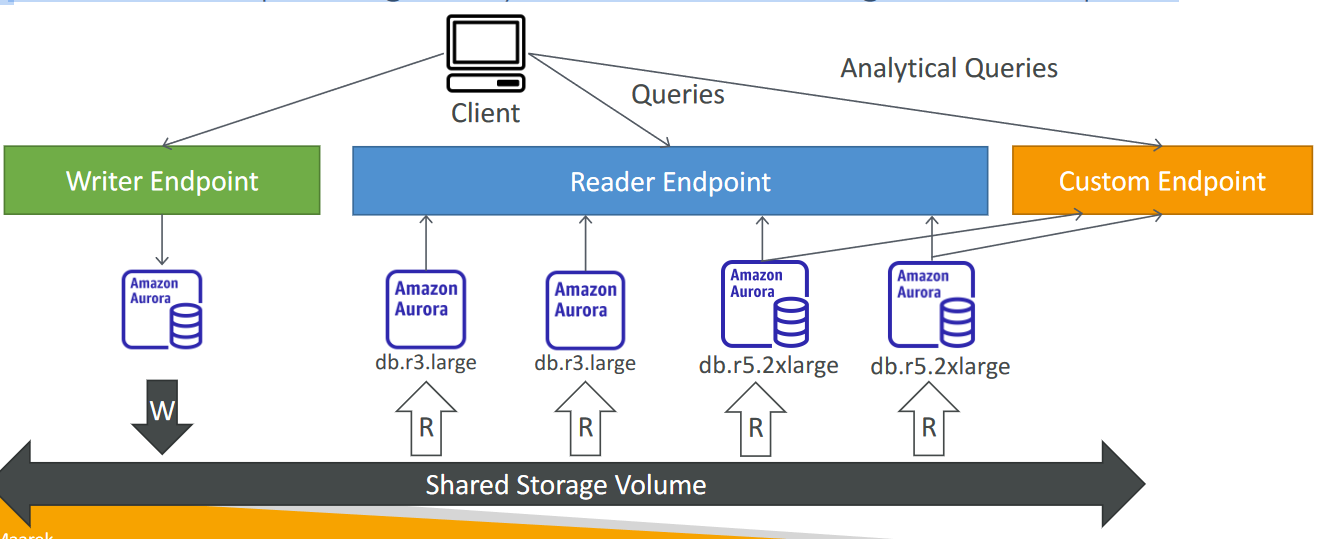 Client
Queries
Analytical Queries
Writer Endpoint
Reader Endpoint
Custom Endpoint
Amazon
Aurora
Amazon
Aurora
Amazon
Aurora
Amazon
Aurora
Amazon
Aurora
db.r3.large
db.r3.large
db.r5.2xlarge
db.r5.2xlarge
W
R
R
R
R
Shared Storage Volume